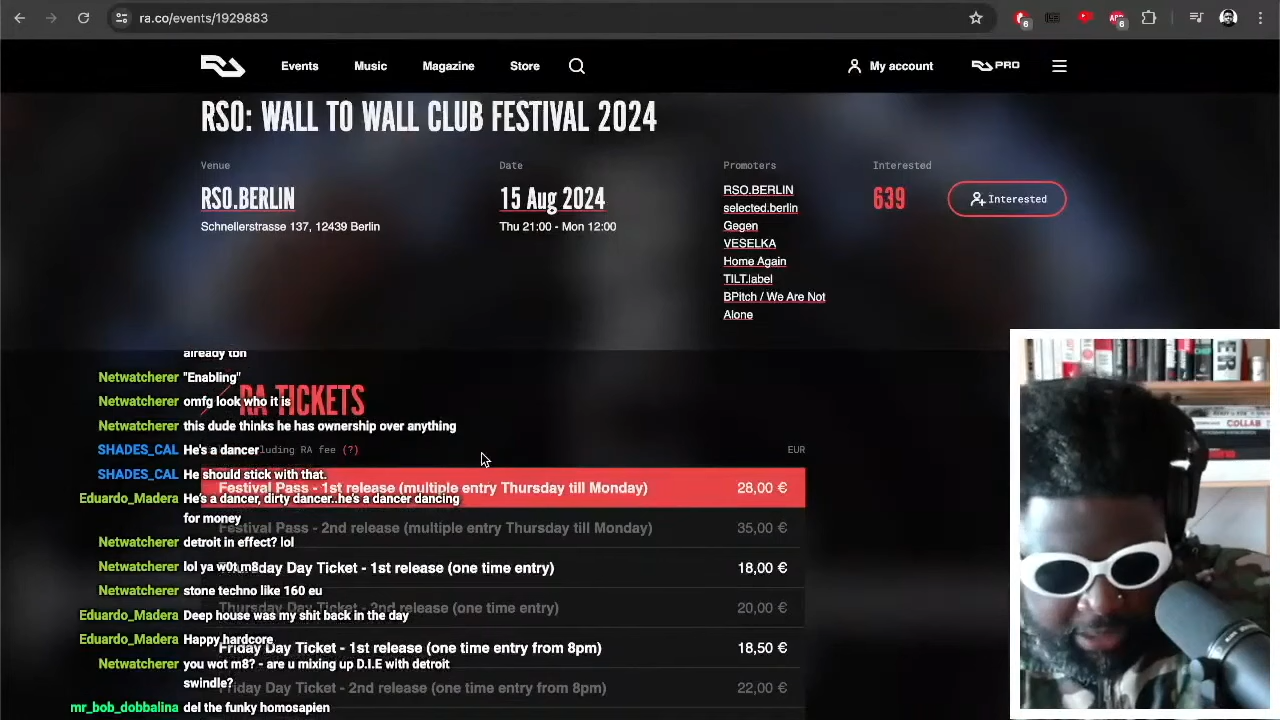 ra.co/events/1929883
6
6
Events
Music
Magazine
Store
My account
PRO
RSO: WALL TO WALL CLUB FESTIVAL 2024
Venue
Date
Promoters
Interested
RSO.BERLIN
15 Aug 2024
RSO.BERLIN
639
Interested
selected.berlin
Schnellerstrasse 137, 12439 Berlin
Thu 21:00 - Mon 12:00
Gegen
VESELKA
Home Again
TILT.label
BPitch / We Are Not
Alone
already tbh
Netwatcherer "Enabling"
RA TICKETS
Netwatcherer omfg look who it is
Netwatcherer this dude thinks he has ownership over anything
SHADES_CAL He's a dancer
RA fee (?)
EUR
SHADES_CAL He should stick with that.
Festival Pass - 1st release (multiple entry Thursday till Monday) 28,00 €
Eduardo_Madera He's a dancer, dirty dancer..he's a dancer dancing
for money
Festival Pass - 2nd release (multiple entry Thursday till Monday) 35,00 €
Netwatcherer detroit in effect? lol
Netwatcherer lol ya w0t m8
day Day Ticket - 1st release (one time entry) 18,00 €
Netwatcherer stone techno like 160 eu
Thursday Day Ticket - 2nd release (one time entry) 20,00 €
Eduardo_Madera Deep house was my shit back in the day
Eduardo_Madera Happy hardcore
Friday Day Ticket - 1st release (one time entry from 8pm) 18,50 €
Netwatcherer you wot m8? - are u mixing up D.I.E with detroit
swindle?
Friday Day Ticket - 2nd release (one time entry from 8pm) 22,00 €
mr_bob_dobbalina del the funky homosapien
COLLAB